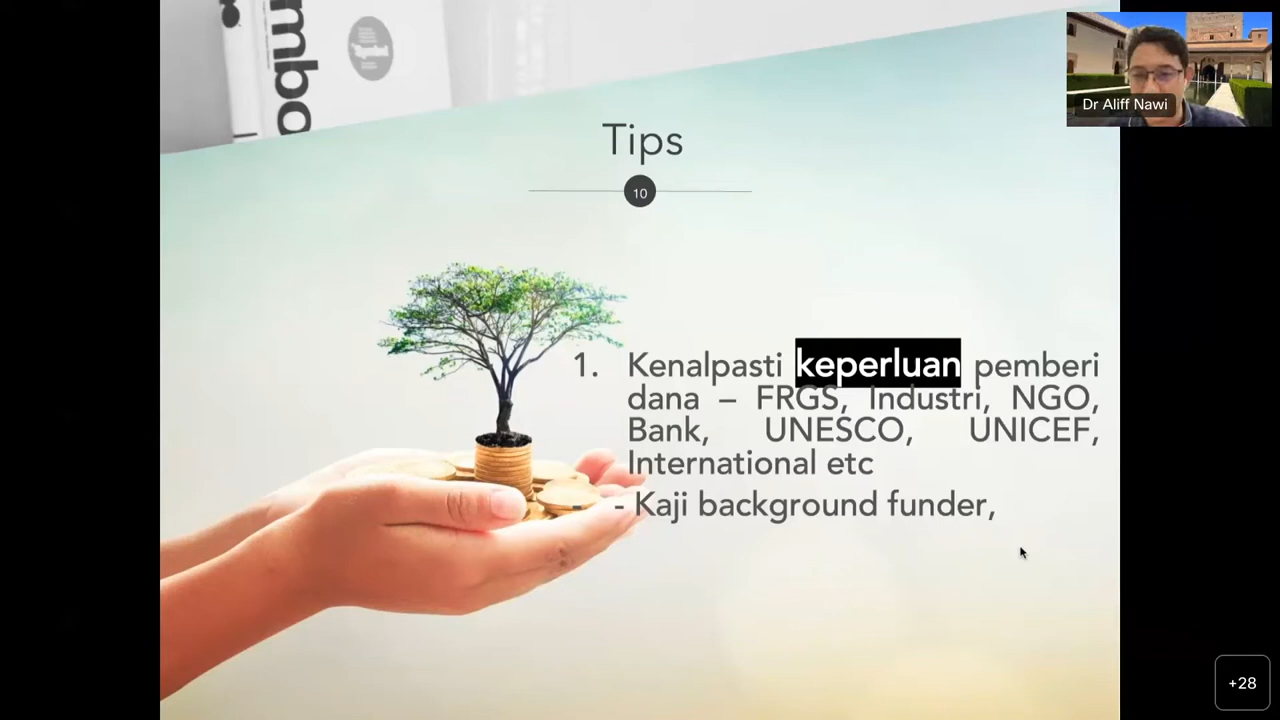 mbo
Dr Aliff Nawi
Tips
10
1. Kenalpasti keperluan pemberi
dana – FRGS, Industri, NGO,
Bank, UNESCO, UNICEF,
International etc
- Kaji background funder,
+28